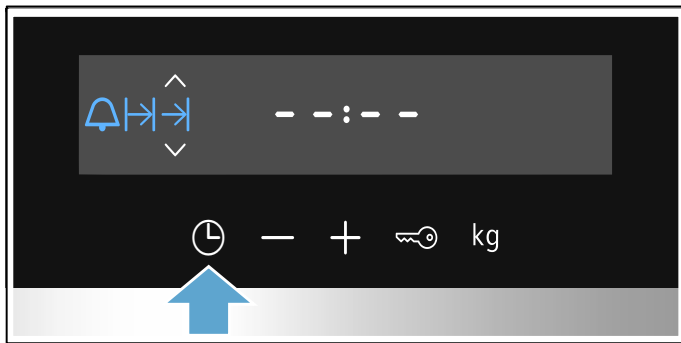 – –:– –
kg